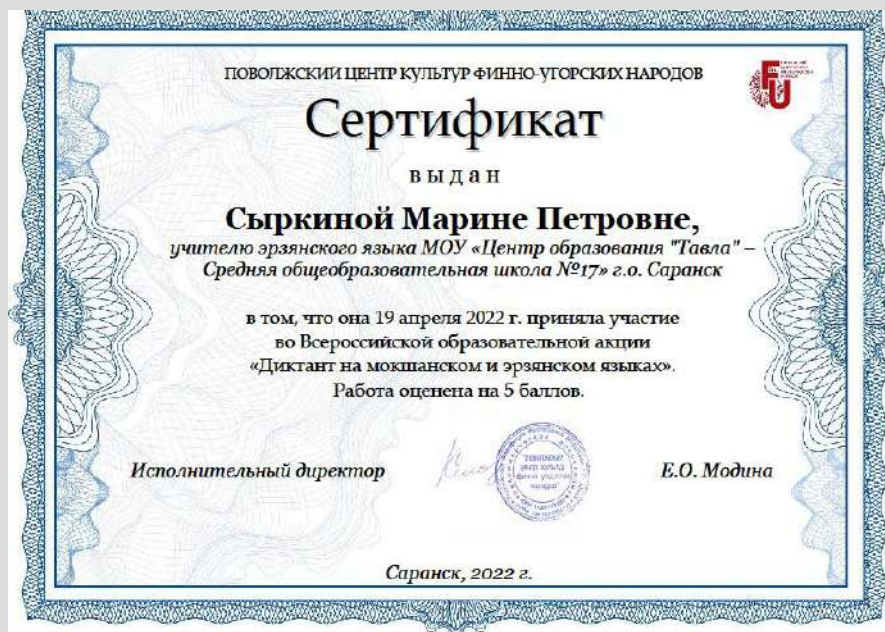 ПОВОЛЖСКИЙ ЦЕНТР КУЛЬТУР ФИННО-УГОРСКИХ НАРОДОВ
FU
Сертификат
выдан
Сыркиной Марине Петровне,
учителю эрзянского языка МОУ «Центр образования "Тавла" –
Средняя общеобразовательная школа №17» г.о. Саранск
в том, что она 19 апреля 2022 г. приняла участие
во Всероссийской образовательной акции
«Диктант на мокшанском и эрзянском языках».
Работа оценена на 5 баллов.
Исполнительный директор
Е.О. Модина
Саранск, 2022 г.